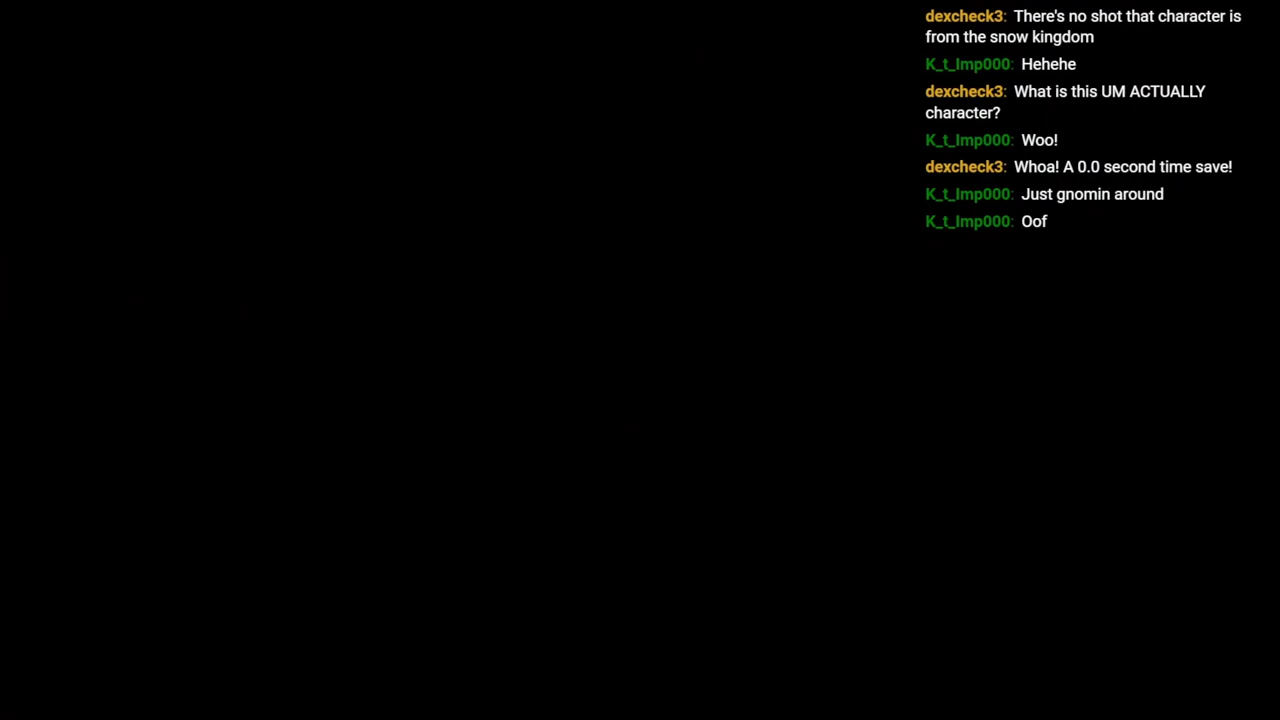 dexcheck3: There's no shot that character is
from the snow kingdom
K_t_Imp000: Hehehe
dexcheck3: What is this UM ACTUALLY
character?
K_t_Imp000: Woo!
dexcheck3: Whoa! A 0.0 second time save!
K_t_Imp000: Just gnomin around
K_t_Imp000: Oof